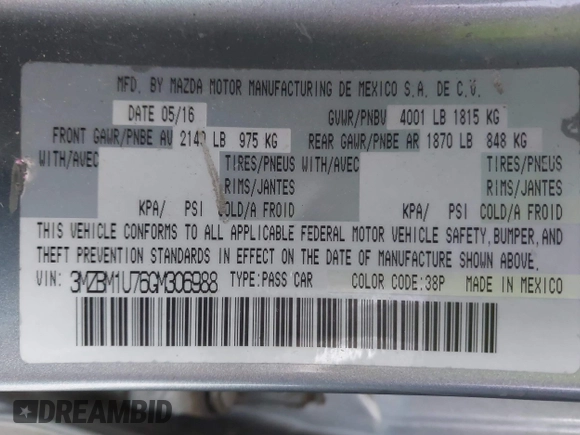 MFD. BY MAZDA MOTOR MANUFACTURING DE MEXICO S.A. DE C.V.
DATE 05/16 GVWR/PNBV 4001 LB 1815 KG
FRONT GAWR/PNBE AV 2149 LB 975 KG REAR GAWR/PNBE AR 1870 LB 848 KG
WITH/AVEC TIRES/PNEUS WITH/AVEC TIRES/PNEUS
RIMS/JANTES RIMS/JANTES
KPA/ PSI COLD/A FROID KPA/ PSI COLD/A FROID
THIS VEHICLE CONFORMS TO ALL APPLICABLE FEDERAL MOTOR VEHICLE SAFETY, BUMPER, AND
THEFT PREVENTION STANDARDS IN EFFECT ON THE DATE OF MANUFACTURE SHOWN ABOVE.
VIN: 3MZBM1U76GM306988 TYPE:PASS CAR COLOR CODE:38P MADE IN MEXICO
DREAMBID